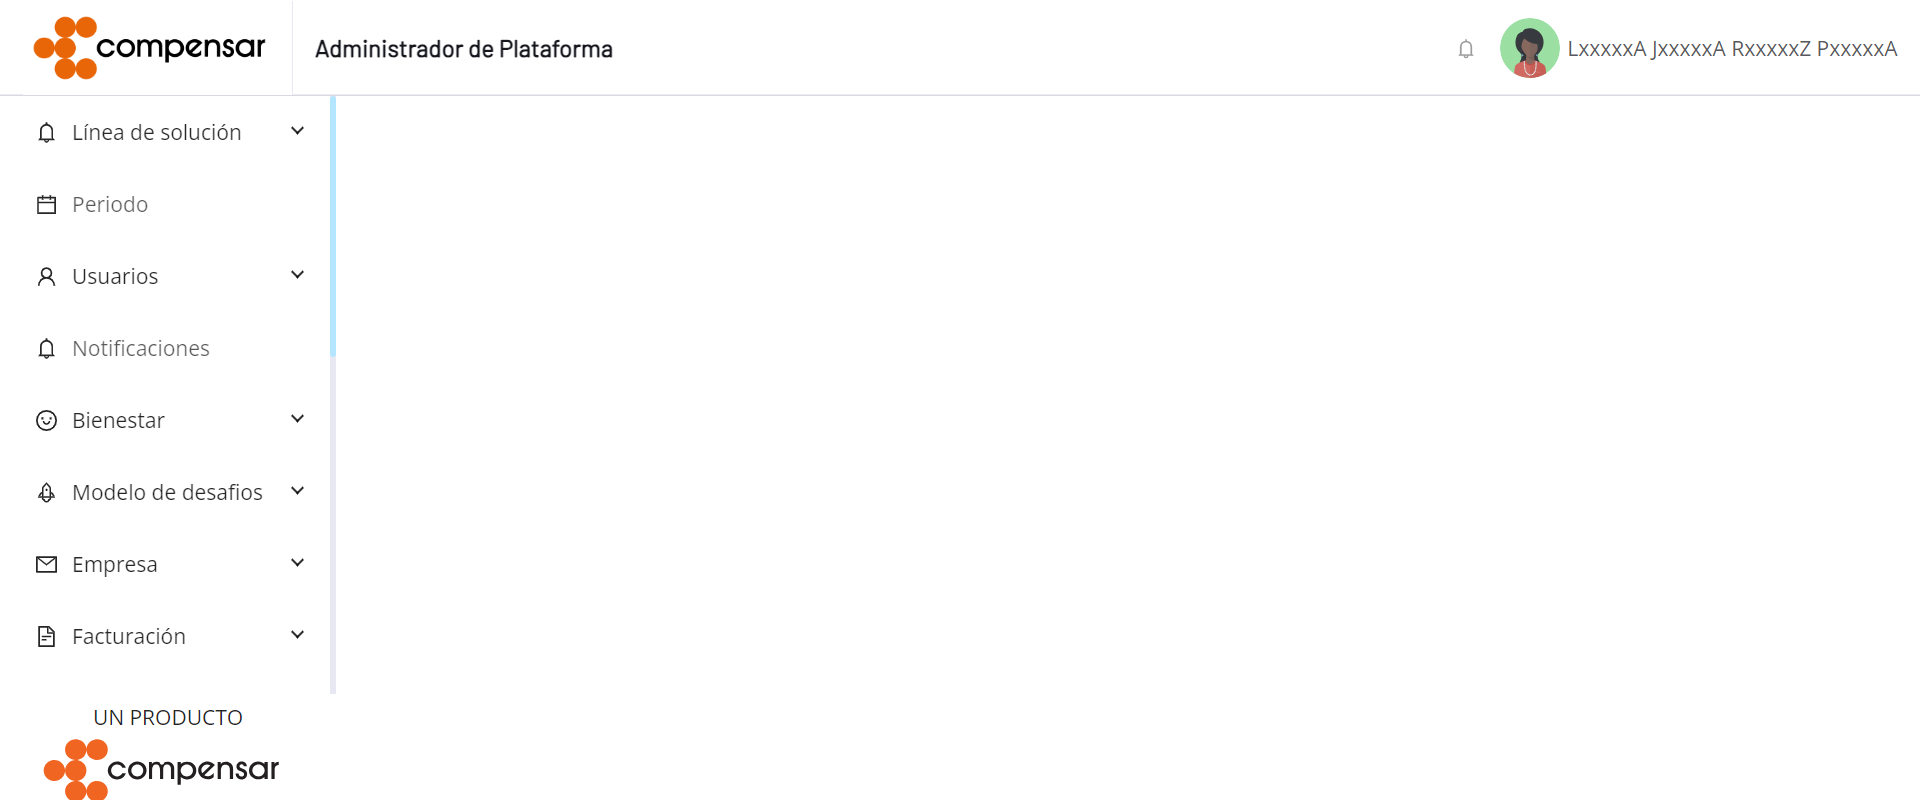 compensar
Administrador de Plataforma
LxxxxxA JxxxxxA RxxxxxZ PxxxxxA
Línea de solución
Periodo
Usuarios
Notificaciones
Bienestar
Modelo de desafios
Empresa
Facturación
UN PRODUCTO
compensar